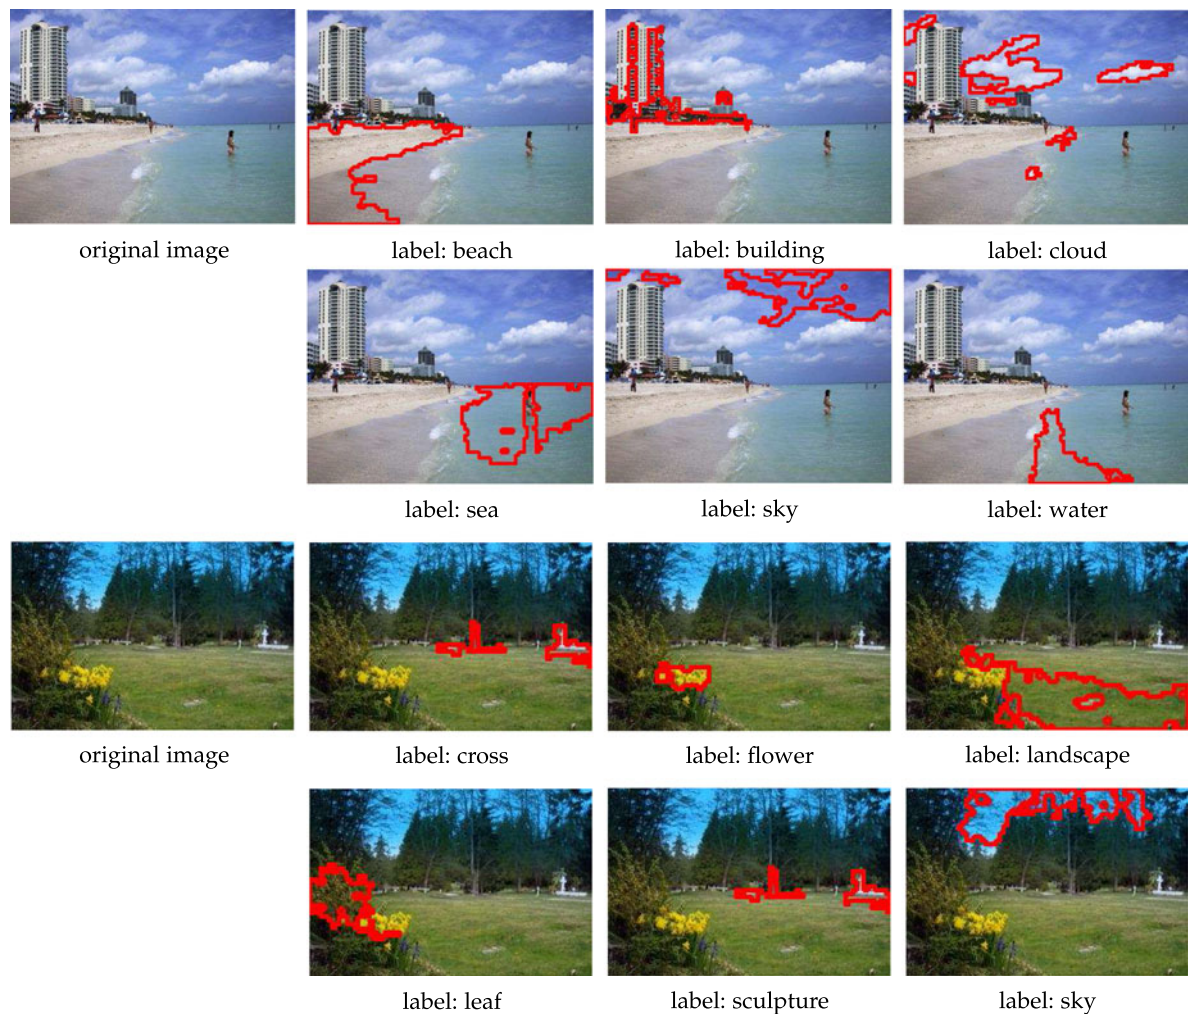 original image
label: beach
label: building
label: cloud
label: sea
label: sky
label: water
original image
label: cross
label: flower
label: landscape
label: leaf
label: sculpture
label: sky